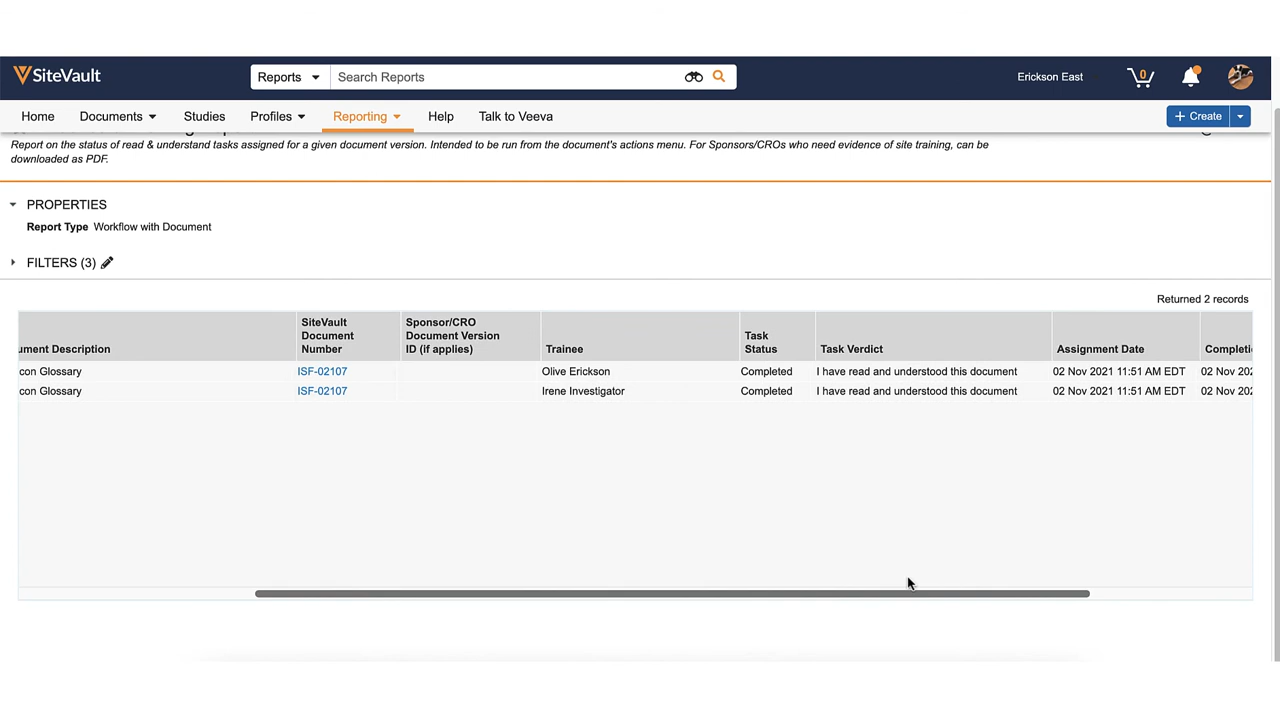 SiteVault
Reports Search Reports 0 Erickson East
Home Documents Studies Profiles Reporting Help Talk to Veeva + Create
Report on the status of read & understand tasks assigned for a given document version. Intended to be run from the document's actions menu. For Sponsors/CROs who need evidence of site training, can be
downloaded as PDF.
PROPERTIES
Report Type Workflow with Document
FILTERS (3)
Returned 2 records
SiteVault Document Number
Sponsor/CRO Document Version ID (if applies)
ument Description Trainee Task Status Task Verdict Assignment Date Completi
con Glossary ISF-02107 Olive Erickson Completed I have read and understood this document 02 Nov 2021 11:51 AM EDT 02 Nov 202
con Glossary ISF-02107 Irene Investigator Completed I have read and understood this document 02 Nov 2021 11:51 AM EDT 02 Nov 202